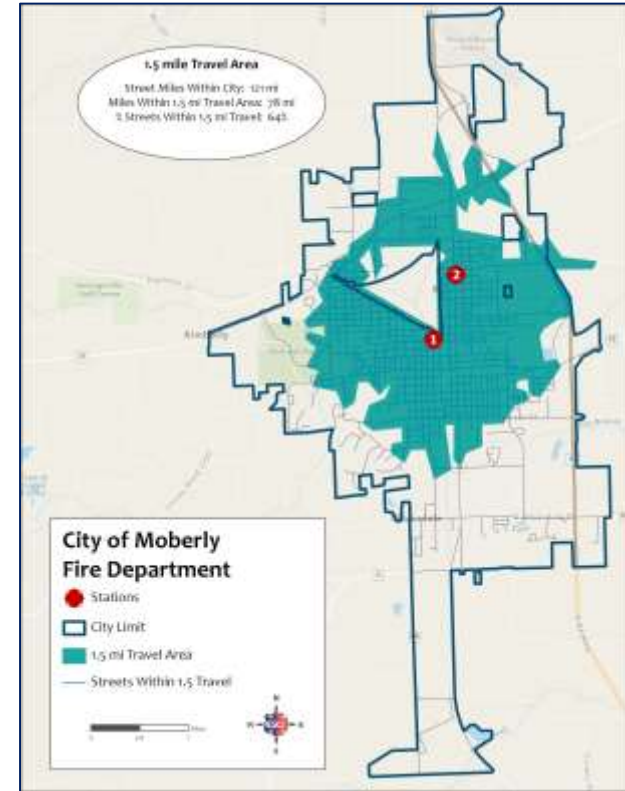 1.5 mile Travel Area
Street Miles Within City: 121 mi
Miles Within 1.5 mi Travel Area: 78 mi
% Streets Within 1.5 mi Travel: 64%
2
1
City of Moberly
Fire Department
Stations
City Limit
1.5 mi Travel Area
Streets Within 1.5 Travel
N
W
E
S